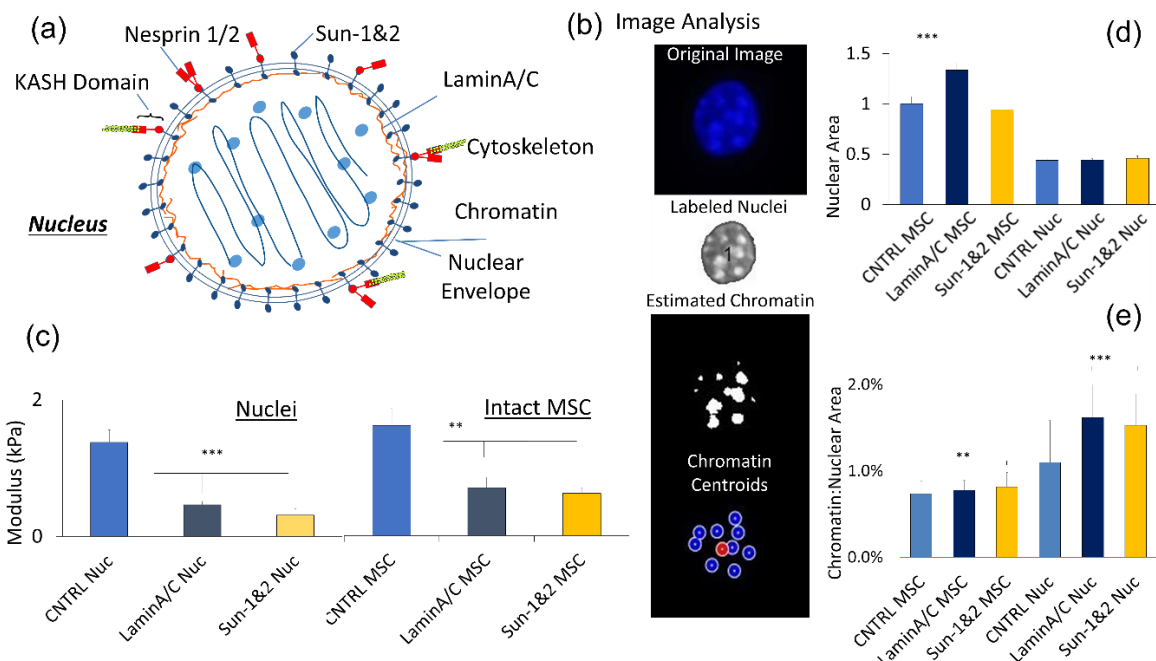 (a)
Nesprin 1/2
Sun-1&2
KASH Domain
LaminA/C
Cytoskeleton
Nucleus
Chromatin
Nuclear
Envelope
(b)
Image Analysis
Original Image
Labeled Nuclei
1
Estimated Chromatin
Chromatin
Centroids
(c)
Modulus (kPa)
2
0
Nuclei
***
Intact MSC
**
CNTRL Nuc
LaminA/C Nuc
Sun-1&2 Nuc
CNTRL MSC
LaminA/C MSC
Sun-1&2 MSC
(d)
Nuclear Area
1.5
1
0.5
0
***
CNTRL MSC
LaminA/C MSC
Sun-1&2 MSC
CNTRL Nuc
LaminA/C Nuc
Sun-1&2 Nuc
(e)
Chromatin:Nuclear Area
2.0%
1.0%
0.0%
**
***
CNTRL MSC
LaminA/C MSC
Sun-1&2 MSC
CNTRL Nuc
LaminA/C Nuc
Sun-1&2 Nuc